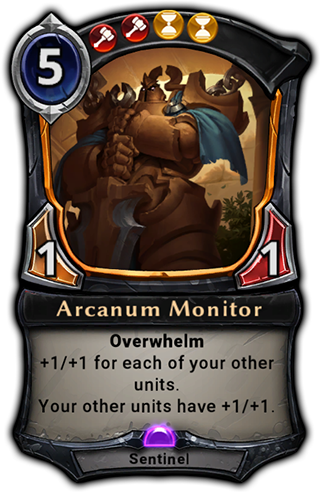 5
1
1
Arcanum Monitor
Overwhelm
+1/+1 for each of your other
units.
Your other units have +1/+1.
Sentinel